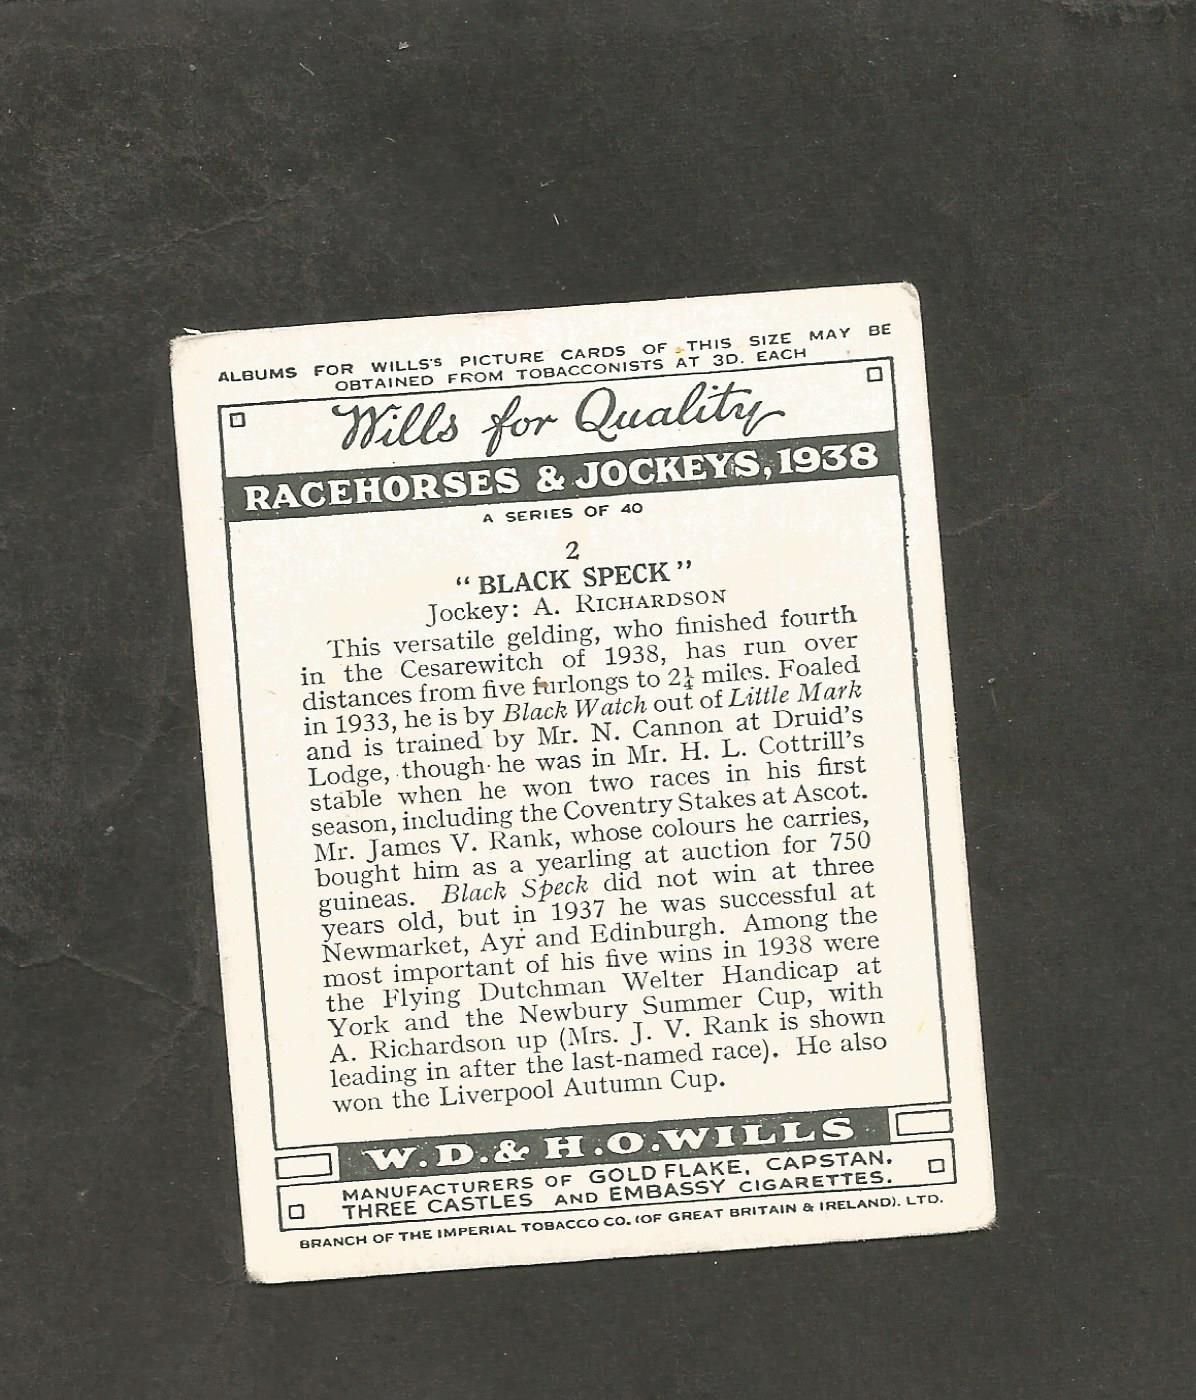 ALBUMS FOR WILLS'S PICTURE CARDS OF THIS SIZE MAY BE
OBTAINED FROM TOBACCONISTS AT 3D. EACH
Wills for Quality
RACEHORSES & JOCKEYS, 1938
A SERIES OF 40
2
"BLACK SPECK"
Jockey: A. RICHARDSON
This versatile gelding, who finished fourth
in the Cesarewitch of 1938, has run over
distances from five furlongs to 2¼ miles. Foaled
in 1933, he is by Black Watch out of Little Mark
and is trained by Mr. N. Cannon at Druid's
Lodge, though he was in Mr. H. L. Cottrill's
stable when he won two races in his first
season, including the Coventry Stakes at Ascot.
Mr. James V. Rank, whose colours he carries,
bought him as a yearling at auction for 750
guineas. Black Speck did not win at three
years old, but in 1937 he was successful at
Newmarket, Ayr and Edinburgh. Among the
most important of his five wins in 1938 were
the Flying Dutchman Welter Handicap at
York and the Newbury Summer Cup, with
A. Richardson up (Mrs. J. V. Rank is shown
leading in after the last-named race). He also
won the Liverpool Autumn Cup.
W.D. & H.O. WILLS
MANUFACTURERS OF GOLD FLAKE, CAPSTAN,
THREE CASTLES AND EMBASSY CIGARETTES.
BRANCH OF THE IMPERIAL TOBACCO CO. (OF GREAT BRITAIN & IRELAND), LTD.